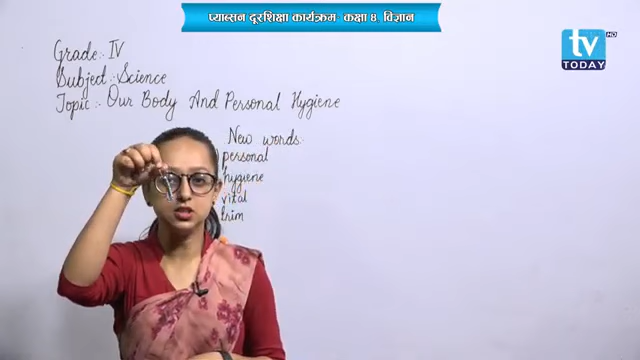 प्याब्सन दूरशिक्षा कार्यक्रम कक्षा ४, विज्ञान
tv HD
TODAY
Grade:- IV
Subject :- Science
Topic :- Our Body And Personal Hygiene
New words:-
personal
hygiene
vital
trim